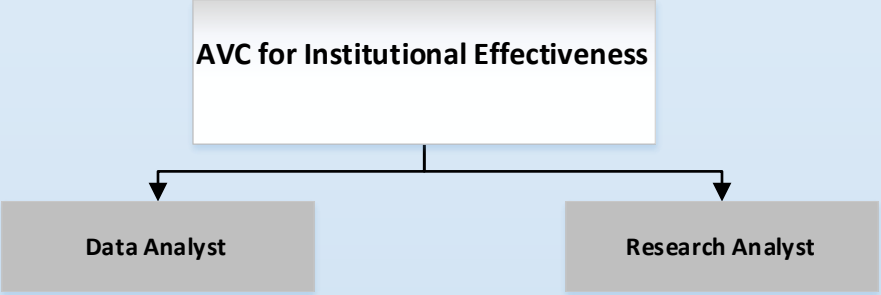 AVC for Institutional Effectiveness
Data Analyst
Research Analyst